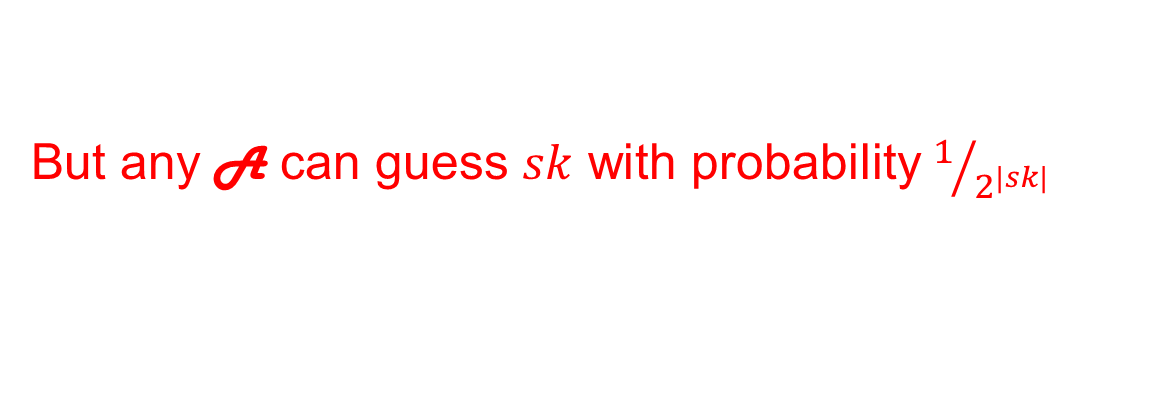 But any 𝓐 can guess 𝑠𝑘 with probability 1/2^|𝑠𝑘|